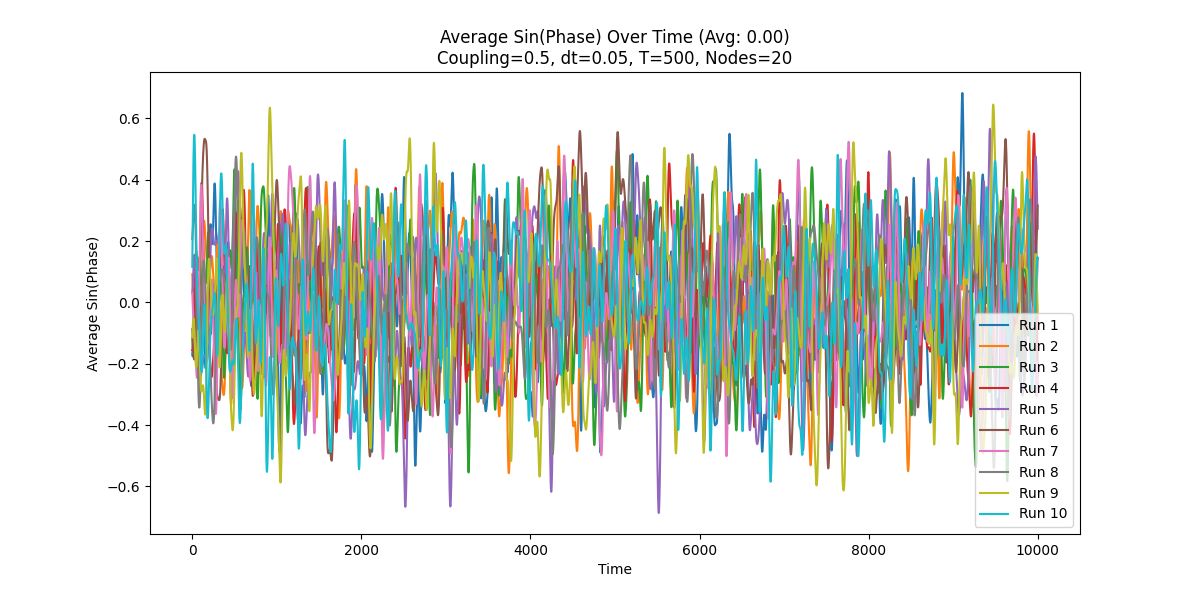 Average Sin(Phase) Over Time (Avg: 0.00)
Coupling=0.5, dt=0.05, T=500, Nodes=20
Average Sin(Phase)
0.6
0.4
0.2
0.0
−0.2
−0.4
−0.6
0 2000 4000 6000 8000 10000
Time
Run 1
Run 2
Run 3
Run 4
Run 5
Run 6
Run 7
Run 8
Run 9
Run 10